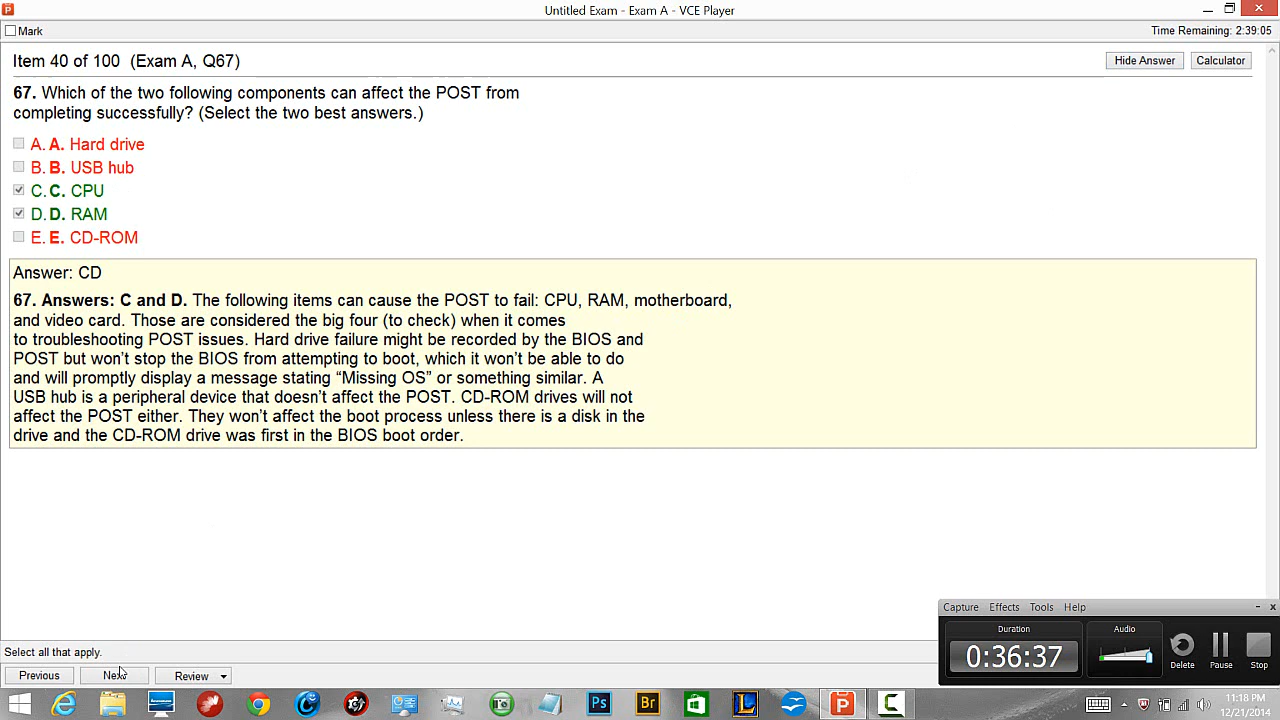 Untitled Exam - Exam A - VCE Player
Mark
Time Remaining: 2:39:05
Item 40 of 100 (Exam A, Q67)
Hide Answer
Calculator
67. Which of the two following components can affect the POST from
completing successfully? (Select the two best answers.)
A. A. Hard drive
B. B. USB hub
C. C. CPU
D. D. RAM
E. E. CD-ROM
Answer: CD
67. Answers: C and D. The following items can cause the POST to fail: CPU, RAM, motherboard,
and video card. Those are considered the big four (to check) when it comes
to troubleshooting POST issues. Hard drive failure might be recorded by the BIOS and
POST but won't stop the BIOS from attempting to boot, which it won't be able to do
and will promptly display a message stating “Missing OS” or something similar. A
USB hub is a peripheral device that doesn't affect the POST. CD-ROM drives will not
affect the POST either. They won't affect the boot process unless there is a disk in the
drive and the CD-ROM drive was first in the BIOS boot order.
Capture Effects Tools Help
Duration
Audio
0:36:37
Delete
Pause
Stop
Select all that apply.
Previous
Next
Review
Ps
Br
L
P
C
11:18 PM
12/21/2014